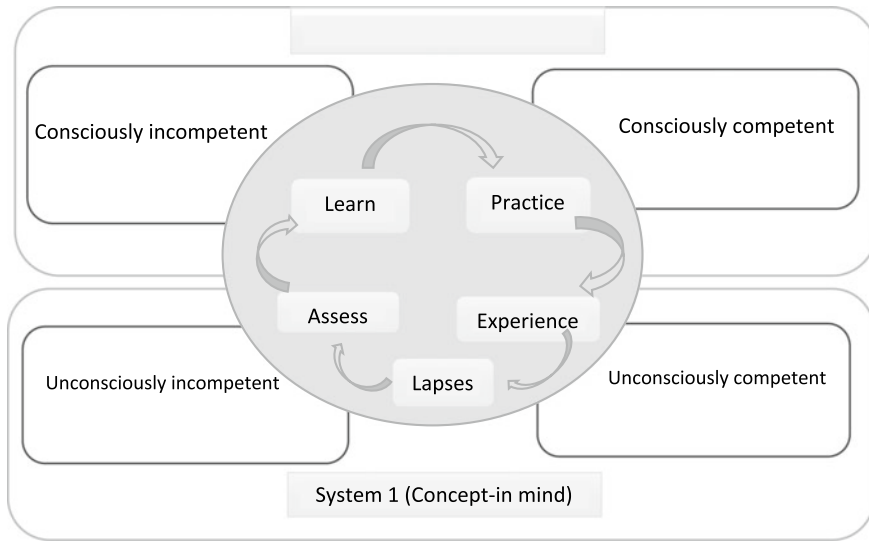 Consciously incompetent
Consciously competent
Learn
Practice
Assess
Experience
Lapses
Unconsciously incompetent
Unconsciously competent
System 1 (Concept-in mind)